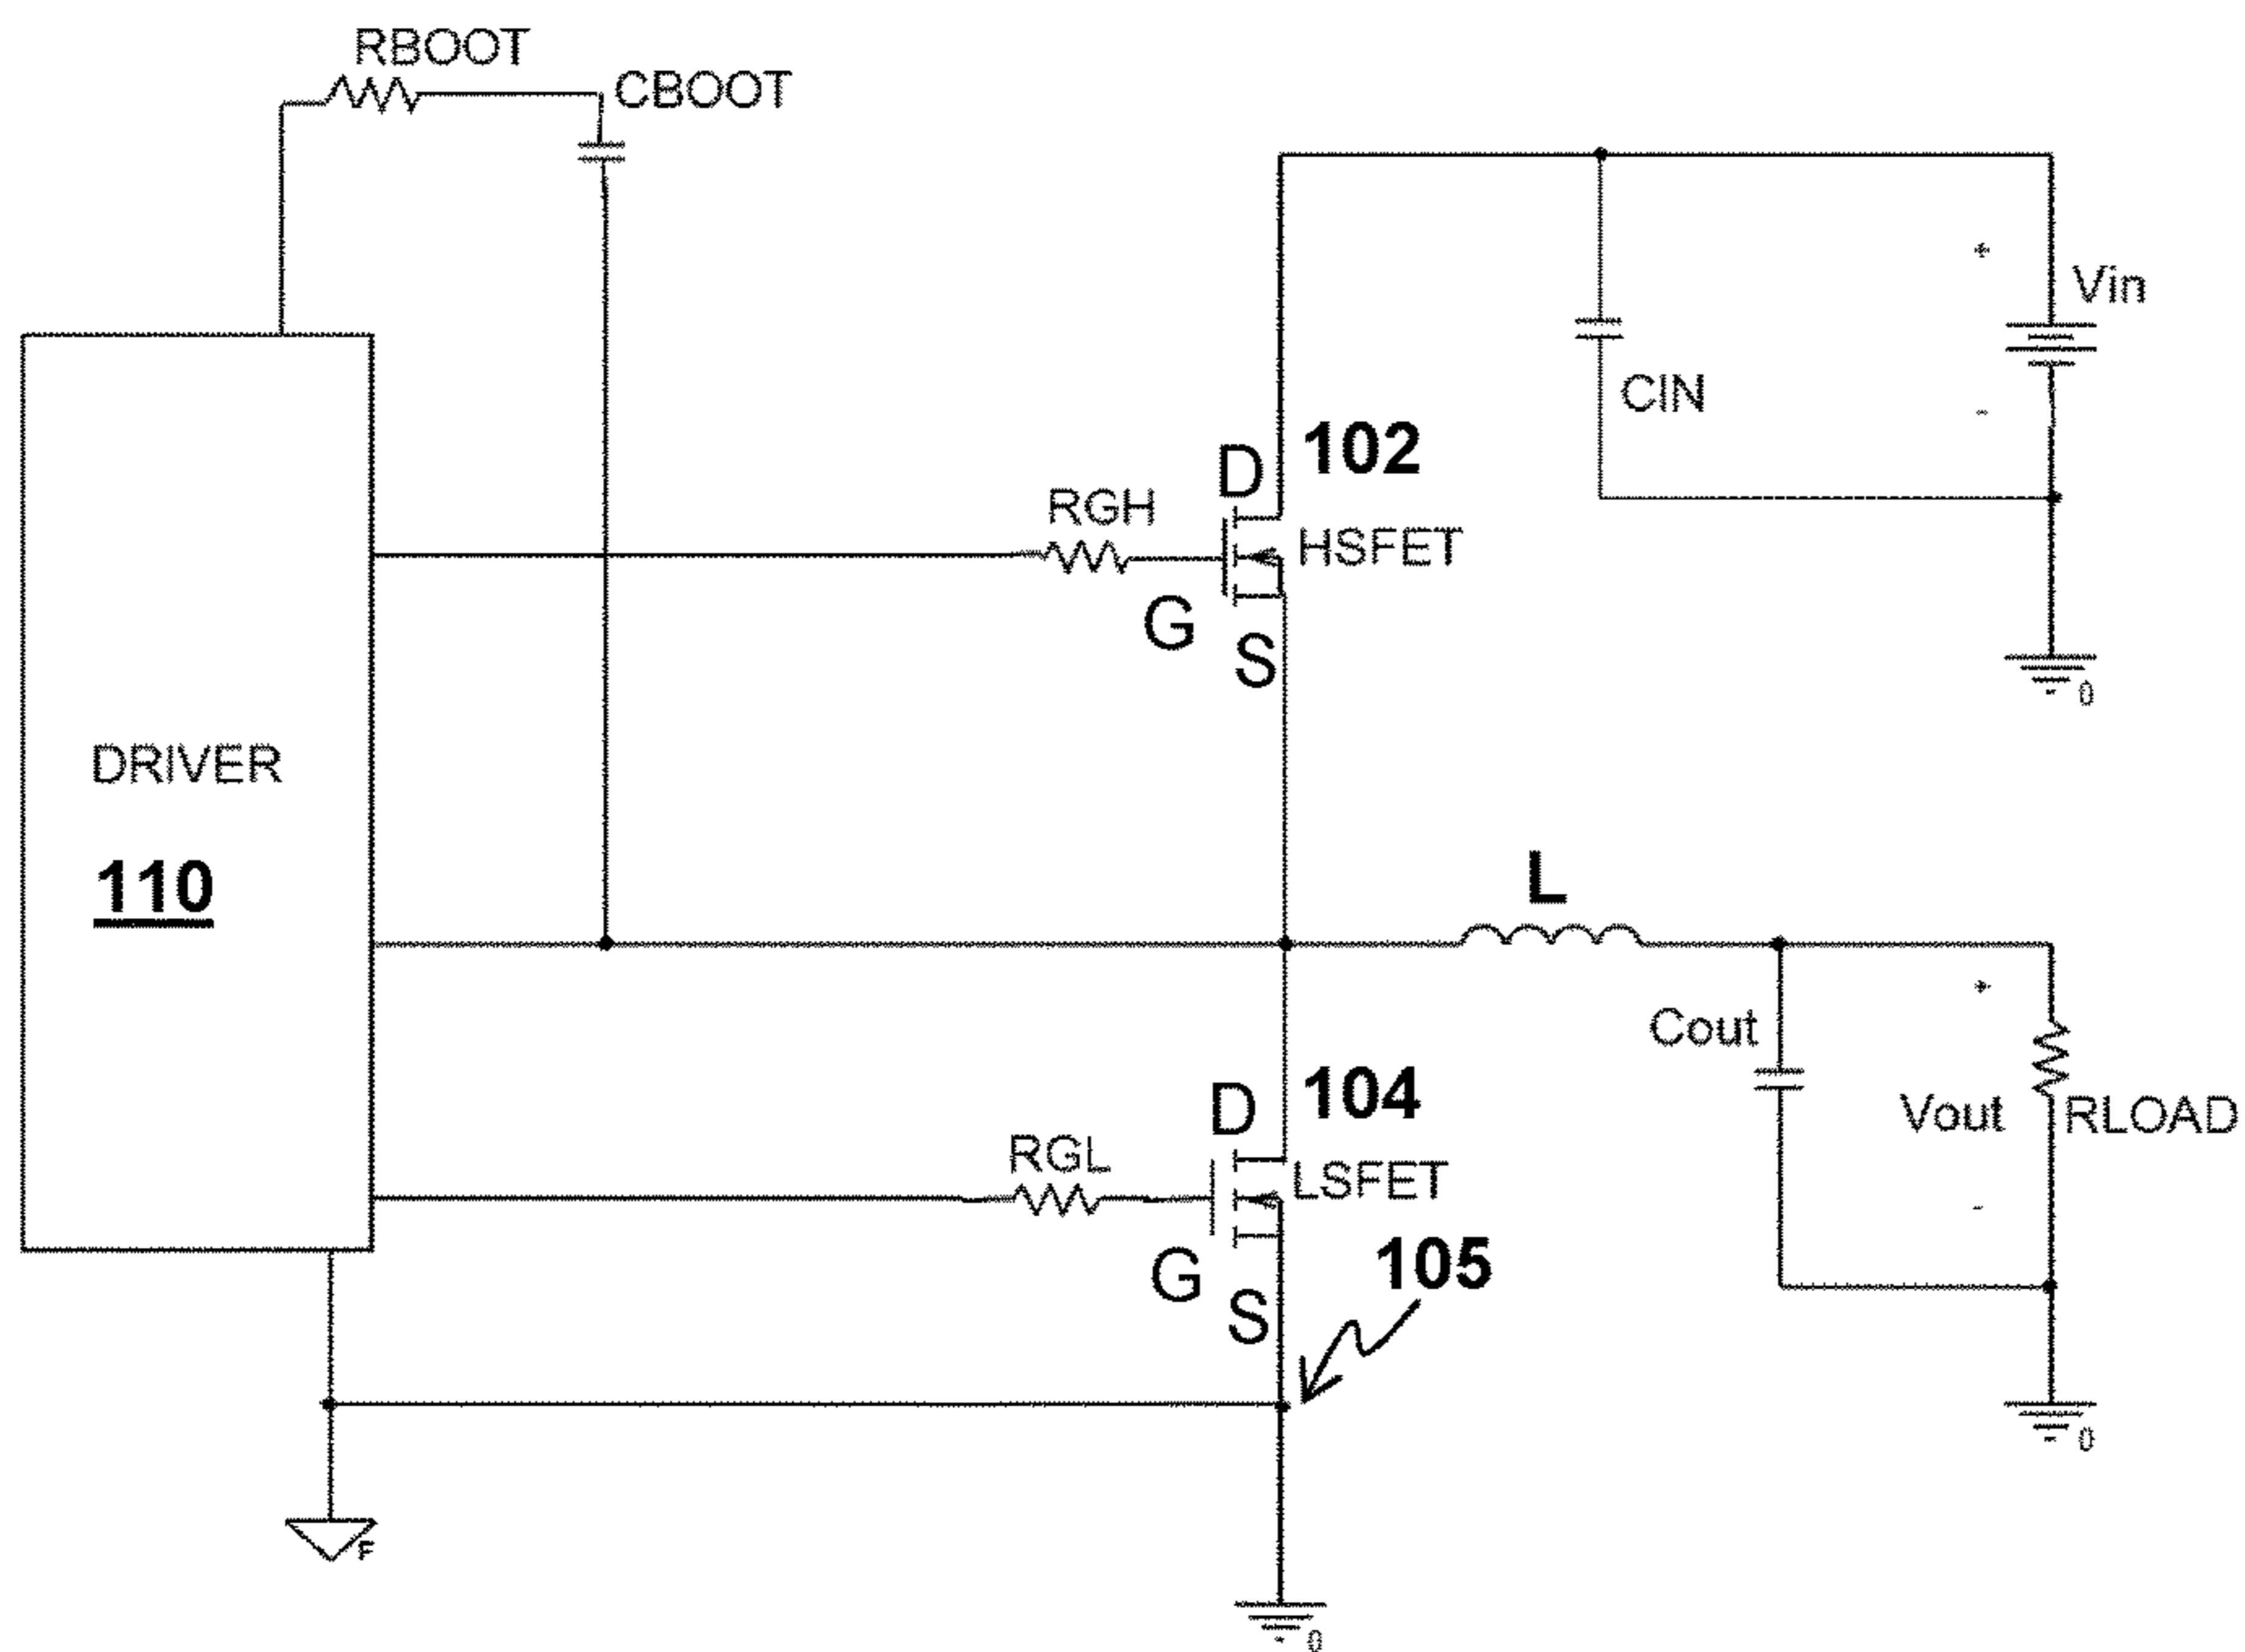 RBOOT
CBOOT
+
Vin
-
CIN
102
D
RGH
HSFET
G
S
0
DRIVER
110
L
+
Cout
Vout
RLOAD
-
104
D
RGL
LSFET
G
S
105
0
F
0